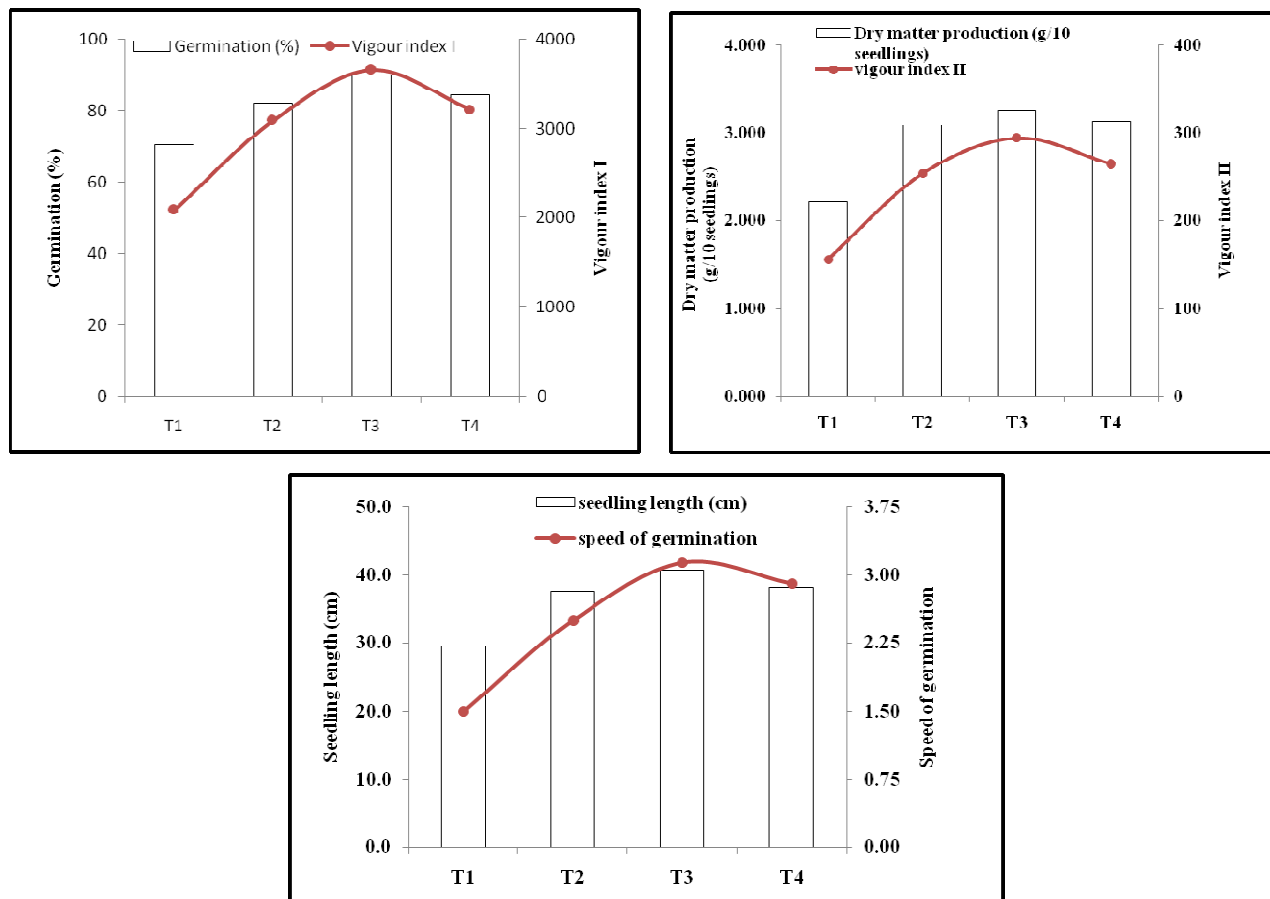 Germination (%)
Vigour index I
100
80
60
40
20
0
Germination (%)
4000
3000
2000
1000
0
Vigour index I
T1
T2
T3
T4
Dry matter production (g/10
seedlings)
vigour index II
4.000
3.000
2.000
1.000
0.000
Dry matter production
(g/10 seedlings)
400
300
200
100
0
Vigour index II
T1
T2
T3
T4
seedling length (cm)
speed of germination
50.0
40.0
30.0
20.0
10.0
0.0
Seedling length (cm)
3.75
3.00
2.25
1.50
0.75
0.00
Speed of germination
T1
T2
T3
T4